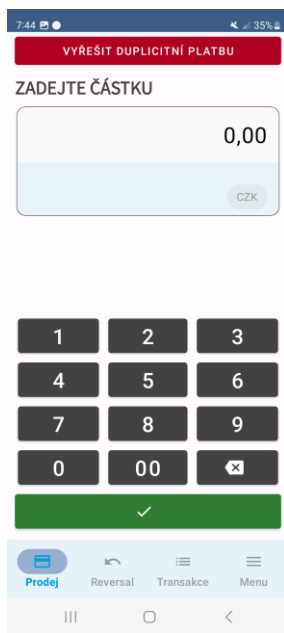 7:44 35%
VYŘEŠIT DUPLICITNÍ PLATBU
ZADEJTE ČÁSTKU
0,00
CZK
1 2 3
4 5 6
7 8 9
0 00
Prodej Reversal Transakce Menu